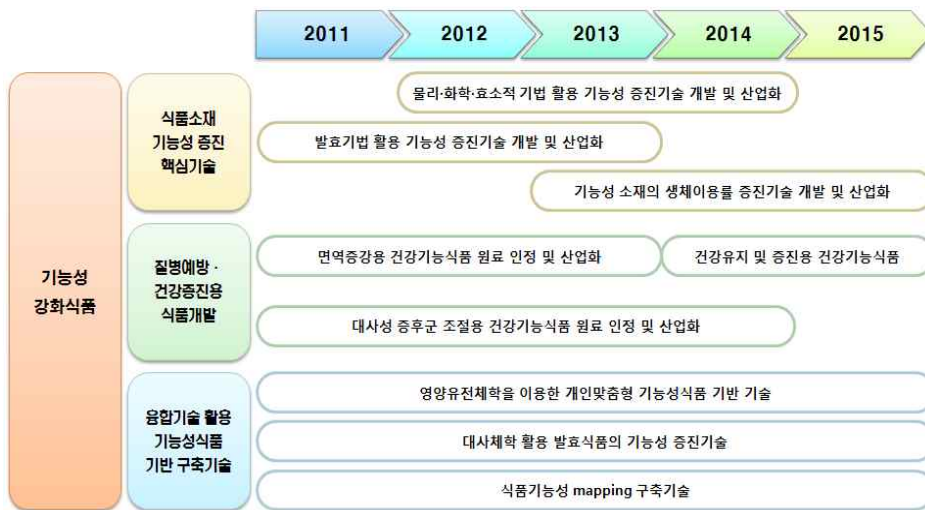 2011
2012
2013
2014
2015
기능성
강화식품
식품소재
기능성 증진
핵심기술
물리·화학·효소적 기법 활용 기능성 증진기술 개발 및 산업화
발효기법 활용 기능성 증진기술 개발 및 산업화
기능성 소재의 생체이용률 증진기술 개발 및 산업화
질병예방·
건강증진용
식품개발
면역증강용 건강기능식품 원료 인정 및 산업화
건강유지 및 증진용 건강기능식품
대사성 증후군 조절용 건강기능식품 원료 인정 및 산업화
융합기술 활용
기능성식품
기반 구축기술
영양유전체학을 이용한 개인맞춤형 기능성식품 기반 기술
대사체학 활용 발효식품의 기능성 증진기술
식품기능성 mapping 구축기술